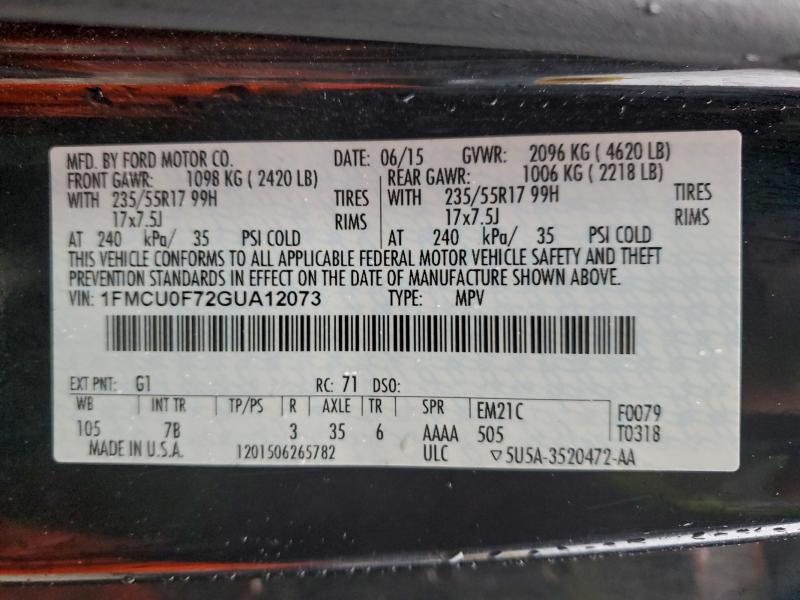 MFD. BY FORD MOTOR CO. DATE: 06/15 GVWR: 2096 KG ( 4620 LB)
FRONT GAWR: 1098 KG ( 2420 LB) REAR GAWR: 1006 KG ( 2218 LB)
WITH 235/55R17 99H TIRES WITH 235/55R17 99H TIRES
17x7.5J RIMS 17x7.5J RIMS
AT 240 kPa/ 35 PSI COLD AT 240 kPa/ 35 PSI COLD
THIS VEHICLE CONFORMS TO ALL APPLICABLE FEDERAL MOTOR VEHICLE SAFETY AND THEFT
PREVENTION STANDARDS IN EFFECT ON THE DATE OF MANUFACTURE SHOWN ABOVE.
VIN: 1FMCU0F72GUA12073 TYPE: MPV
EXT PNT: G1 RC: 71 DSO:
WB INT TR TP/PS R AXLE TR SPR EM21C F0079
105 7B 3 35 6 AAAA 505 T0318
MADE IN U.S.A. 1201506265782 ULC ▽5U5A-3520472-AA